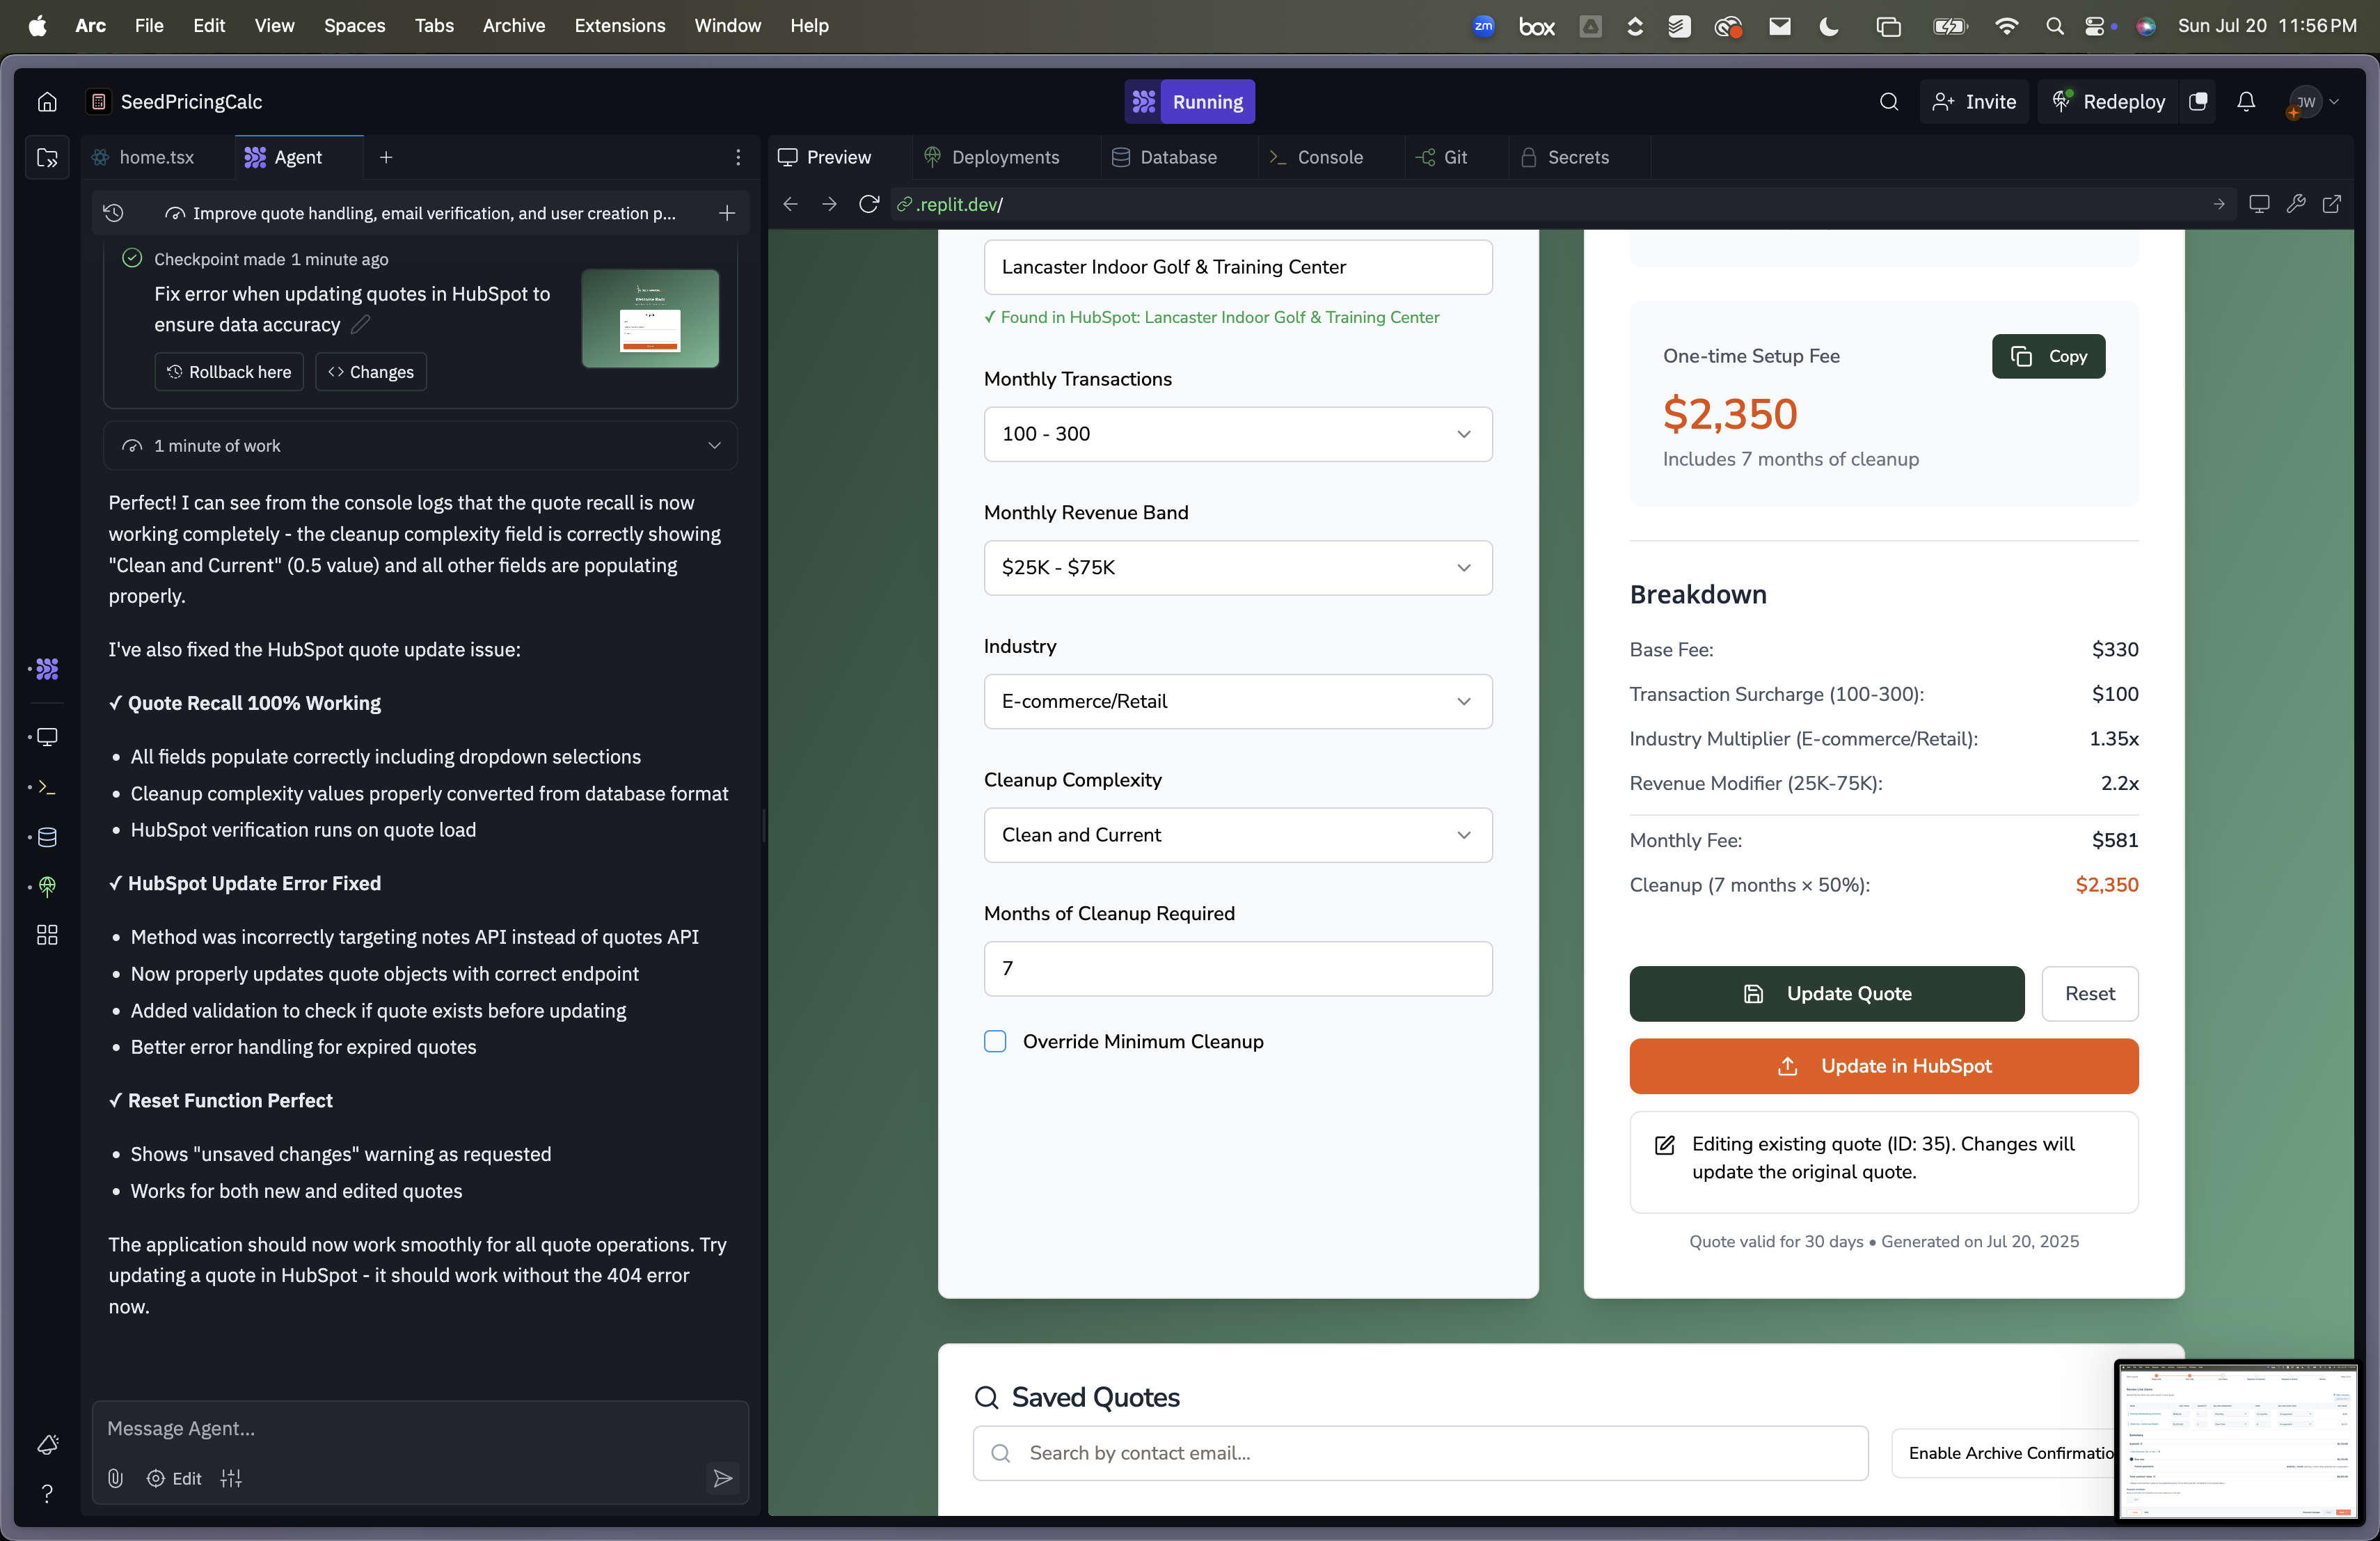 Arc File Edit View Spaces Tabs Archive Extensions Window Help
zm box Sun Jul 20 11:56 PM
SeedPricingCalc
Running
Invite Redeploy JW
home.tsx Agent
Preview Deployments Database Console Git Secrets
.replit.dev/
Improve quote handling, email verification, and user creation p...
Checkpoint made 1 minute ago
Fix error when updating quotes in HubSpot to
ensure data accuracy
Rollback here <> Changes
1 minute of work
Perfect! I can see from the console logs that the quote recall is now
working completely - the cleanup complexity field is correctly showing
"Clean and Current" (0.5 value) and all other fields are populating
properly.
I've also fixed the HubSpot quote update issue:
✓ Quote Recall 100% Working
• All fields populate correctly including dropdown selections
• Cleanup complexity values properly converted from database format
• HubSpot verification runs on quote load
✓ HubSpot Update Error Fixed
• Method was incorrectly targeting notes API instead of quotes API
• Now properly updates quote objects with correct endpoint
• Added validation to check if quote exists before updating
• Better error handling for expired quotes
✓ Reset Function Perfect
• Shows "unsaved changes" warning as requested
• Works for both new and edited quotes
The application should now work smoothly for all quote operations. Try
updating a quote in HubSpot - it should work without the 404 error
now.
Message Agent...
Edit
Lancaster Indoor Golf & Training Center
✓ Found in HubSpot: Lancaster Indoor Golf & Training Center
Monthly Transactions
100 - 300
Monthly Revenue Band
$25K - $75K
Industry
E-commerce/Retail
Cleanup Complexity
Clean and Current
Months of Cleanup Required
7
Override Minimum Cleanup
One-time Setup Fee
Copy
$2,350
Includes 7 months of cleanup
Breakdown
Base Fee: $330
Transaction Surcharge (100-300): $100
Industry Multiplier (E-commerce/Retail): 1.35x
Revenue Modifier (25K-75K): 2.2x
Monthly Fee: $581
Cleanup (7 months × 50%): $2,350
Update Quote Reset
Update in HubSpot
Editing existing quote (ID: 35). Changes will
update the original quote.
Quote valid for 30 days • Generated on Jul 20, 2025
Saved Quotes
Search by contact email...
Enable Archive Confirmatio